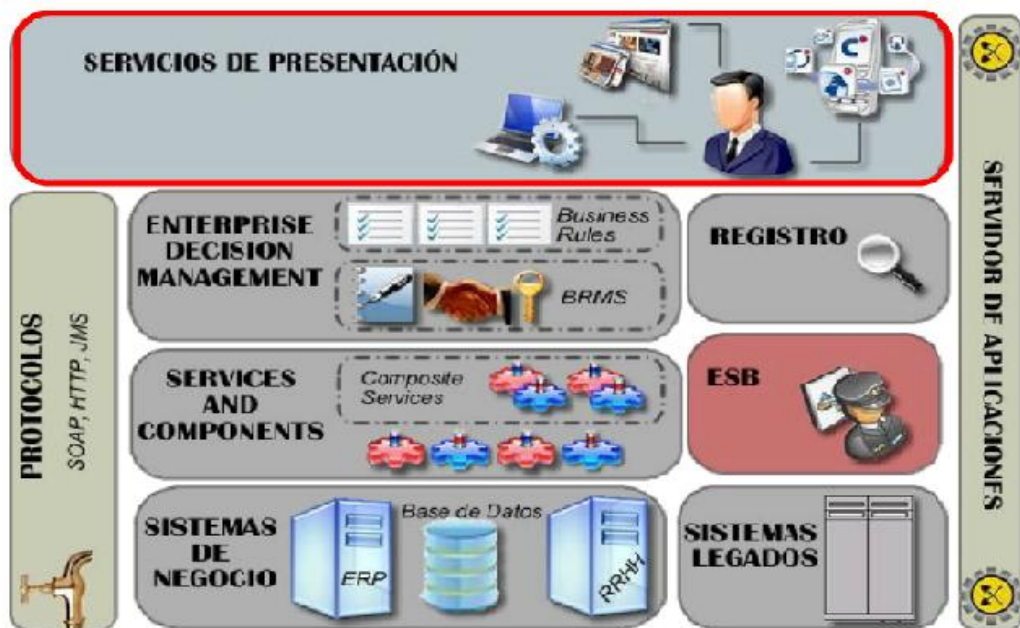 SERVICIOS DE PRESENTACIÓN
ENTERPRISE
DECISION
MANAGEMENT
Business
Rules
BRMS
REGISTRO
SERVICES
AND
COMPONENTS
Composite
Services
ESB
SISTEMAS
DE
NEGOCIO
ERP
Base de Datos
RRHH
SISTEMAS
LEGADOS
PROTOCOLOS
SOAP, HTTP, JMS
SERVIDOR DE APLICACIONES